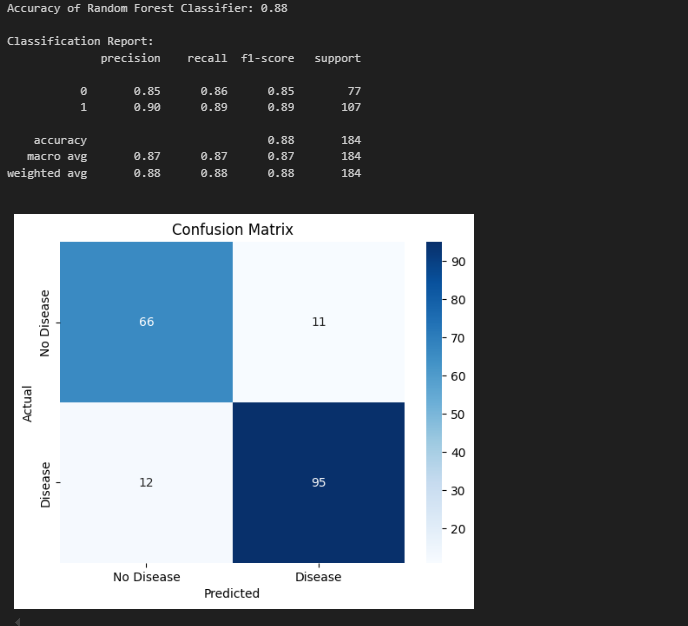 Accuracy of Random Forest Classifier: 0.88
Classification Report:
precision recall f1-score support
0 0.85 0.86 0.85 77
1 0.90 0.89 0.89 107
accuracy 0.88 184
macro avg 0.87 0.87 0.87 184
weighted avg 0.88 0.88 0.88 184
Confusion Matrix
No Disease
66
11
Disease
12
95
Actual
No Disease
Disease
Predicted
90
80
70
60
50
40
30
20